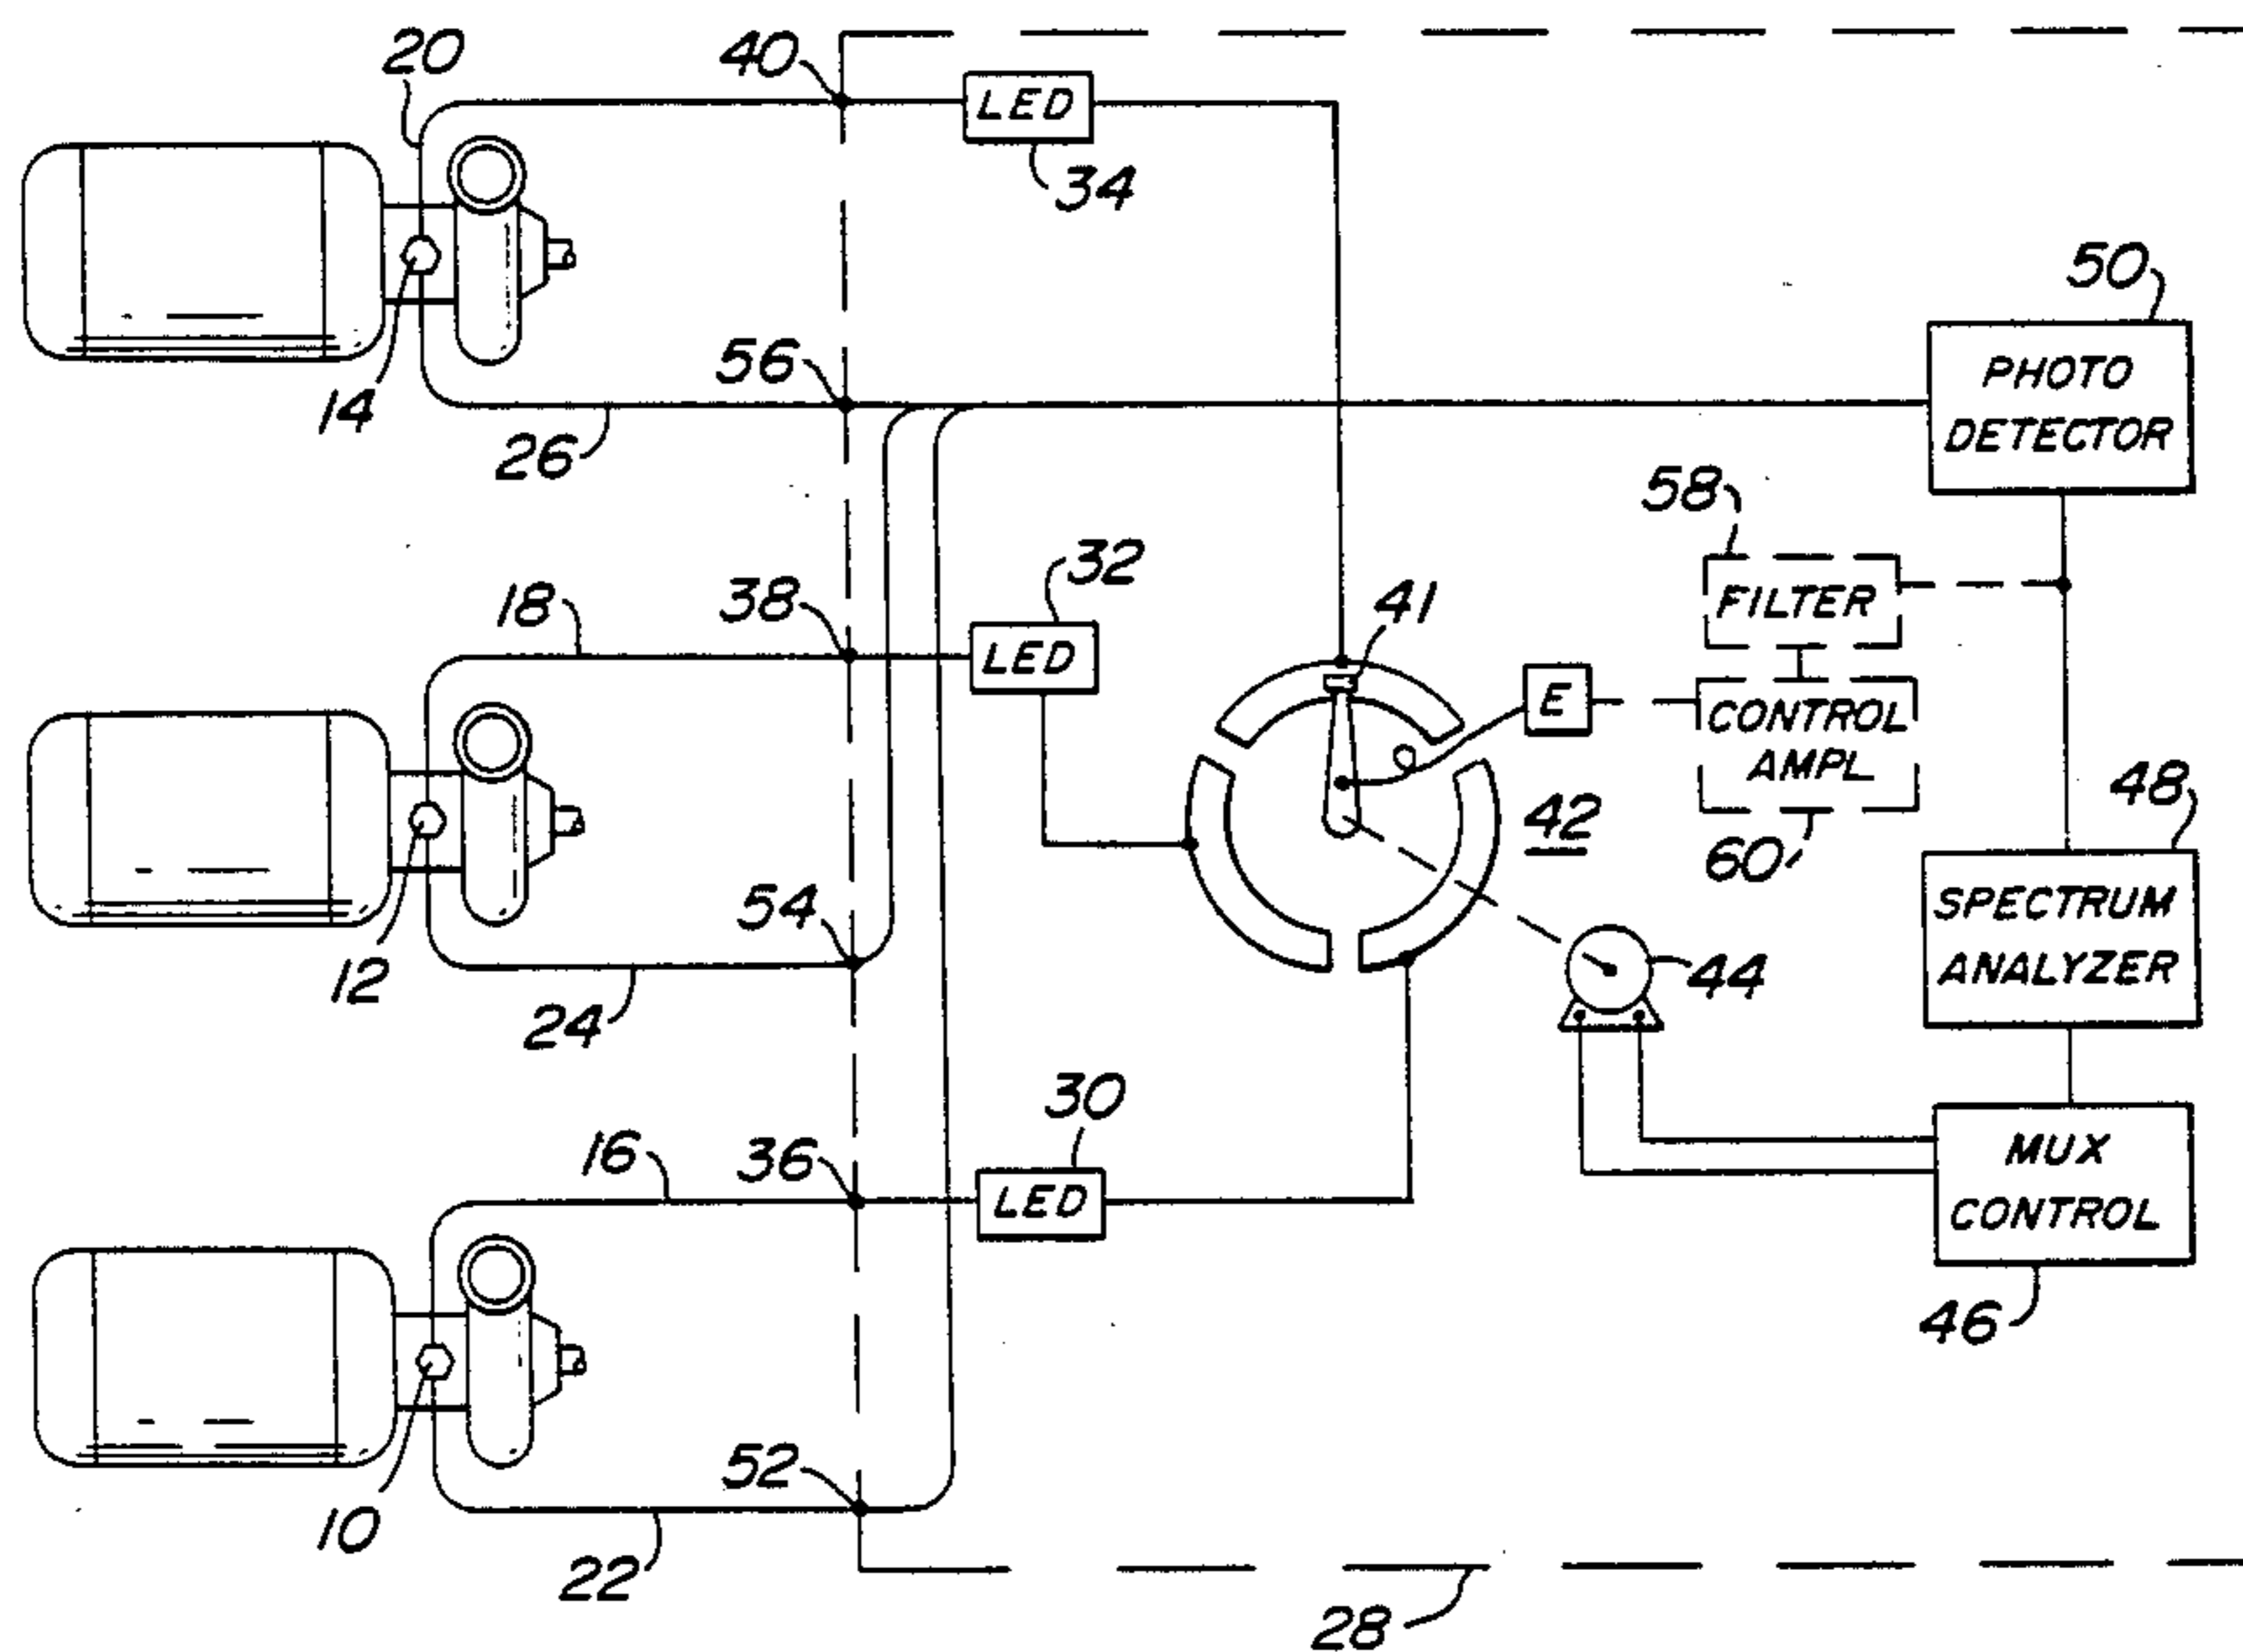 20
40
LED
34
50
PHOTO
DETECTOR
14
56
26
58
FILTER
32
18
38
LED
41
E
CONTROL
AMPL
42
60
48
SPECTRUM
ANALYZER
54
12
24
44
30
16
36
LED
MUX
CONTROL
46
52
10
22
28